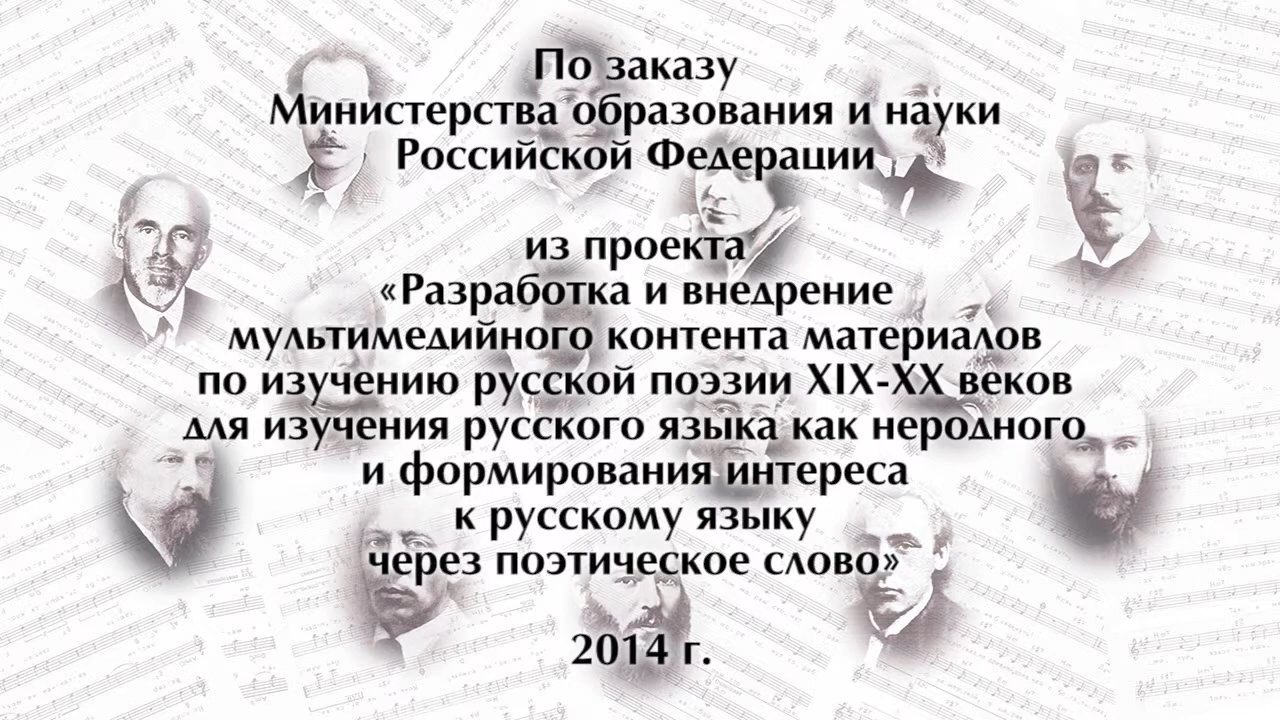 По заказу
Министерства образования и науки
Российской Федерации
из проекта
«Разработка и внедрение
мультимедийного контента материалов
по изучению русской поэзии XIX-XX веков
для изучения русского языка как неродного
и формирования интереса
к русскому языку
через поэтическое слово»
2014 г.